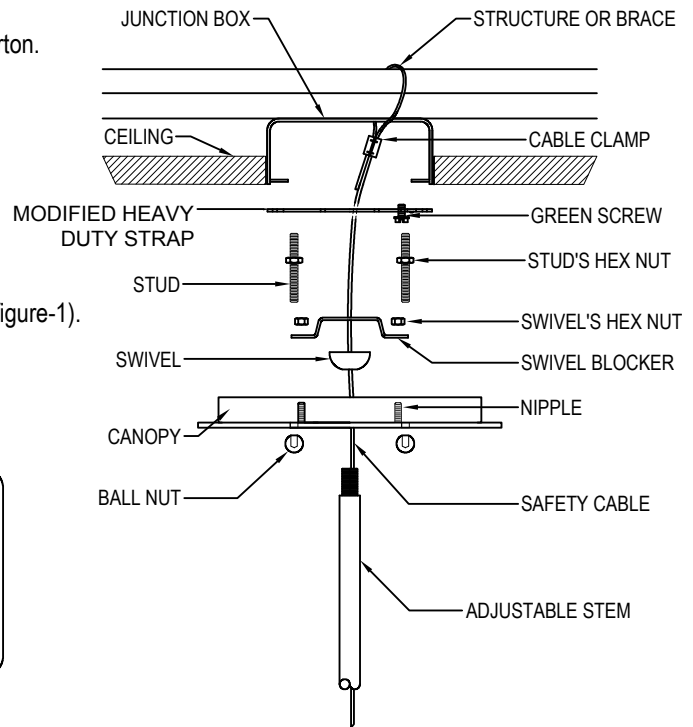 JUNCTION BOX
STRUCTURE OR BRACE
rton.
CEILING
CABLE CLAMP
MODIFIED HEAVY
DUTY STRAP
GREEN SCREW
STUD'S HEX NUT
STUD
igure-1).
SWIVEL'S HEX NUT
SWIVEL
SWIVEL BLOCKER
NIPPLE
CANOPY
BALL NUT
SAFETY CABLE
ADJUSTABLE STEM